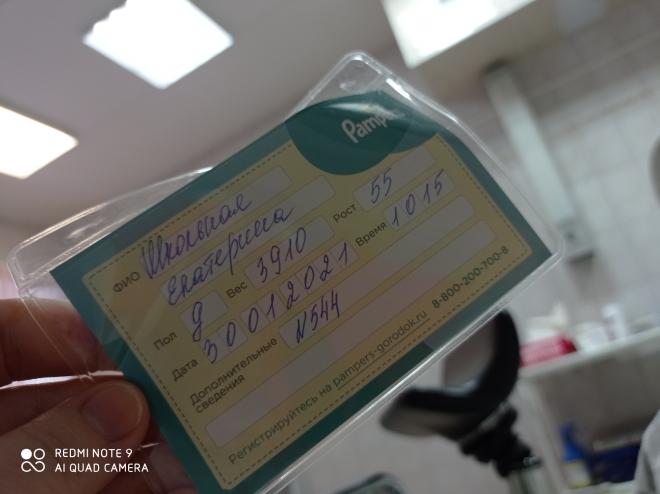 Pampers
ФИО Школьная
Екатерина
Пол д Вес 3910 Рост 55
Дата 30012021 Время 1015
Дополнительные
сведения
N544
Регистрируйтесь на pampers-gorodok.ru 8-800-200-700-8
REDMI NOTE 9
AI QUAD CAMERA